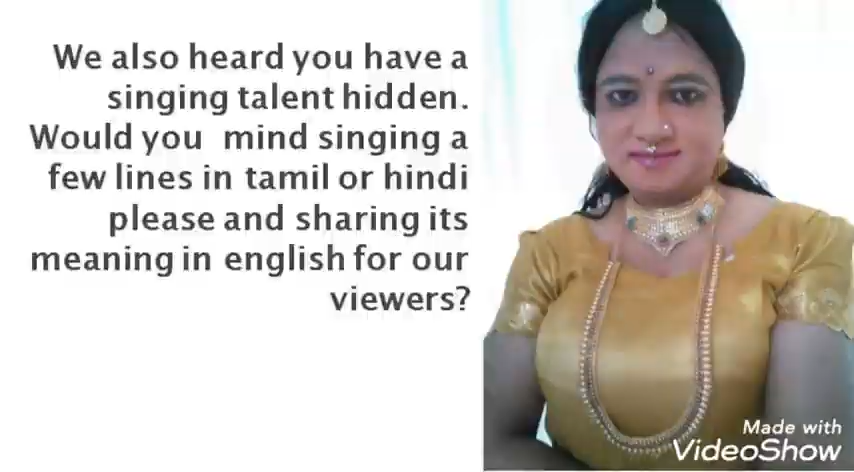 We also heard you have a
singing talent hidden.
Would you mind singing a
few lines in tamil or hindi
please and sharing its
meaning in english for our
viewers?
Made with
VideoShow